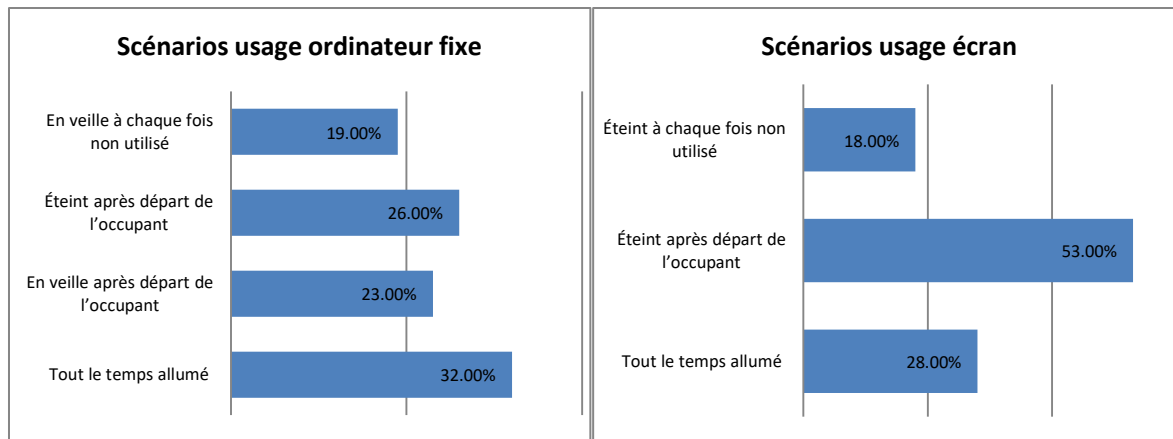 Scénarios usage ordinateur fixe
En veille à chaque fois
non utilisé
19.00%
Éteint après départ de
l’occupant
26.00%
En veille après départ de
l’occupant
23.00%
Tout le temps allumé
32.00%
Scénarios usage écran
Éteint à chaque fois non
utilisé
18.00%
Éteint après départ de
l’occupant
53.00%
Tout le temps allumé
28.00%